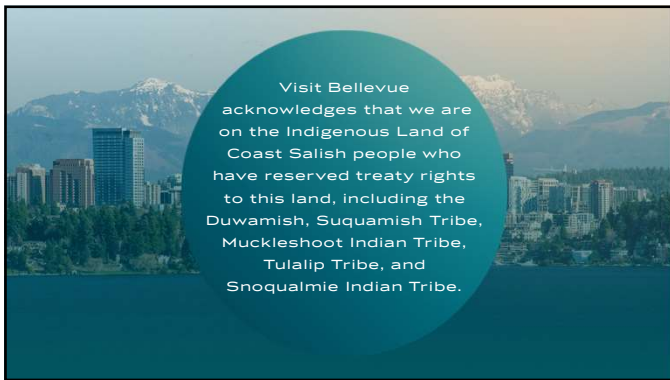 Visit Bellevue
acknowledges that we are
on the Indigenous Land of
Coast Salish people who
have reserved treaty rights
to this land, including the
Duwamish, Suquamish Tribe,
Muckleshoot Indian Tribe,
Tulalip Tribe, and
Snoqualmie Indian Tribe.